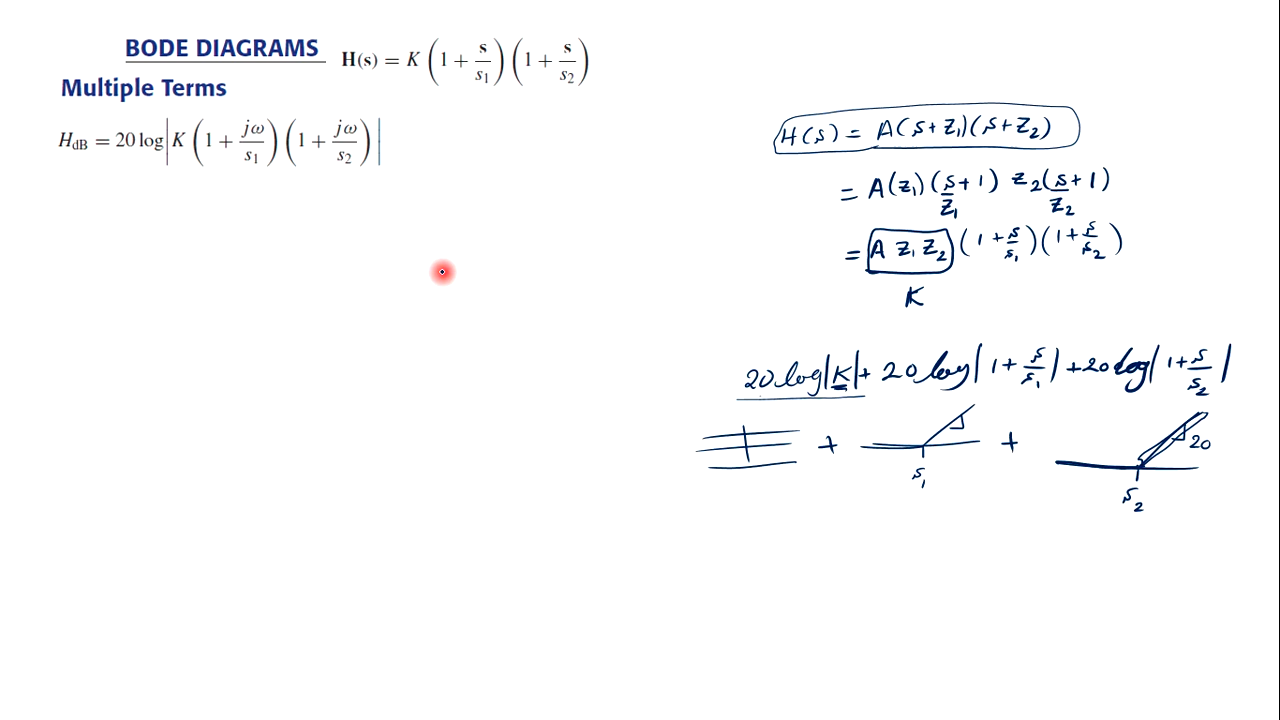 BODE DIAGRAMS
H(s) = K (1 + s/s₁)(1 + s/s₂)
Multiple Terms
H_dB = 20 log |K (1 + jω/s₁)(1 + jω/s₂)|
H(s) = A(s+z₁)(s+z₂)
= A(z₁)(s/z₁+1) z₂(s/z₂+1)
= A z₁ z₂ (1+s/s₁)(1+s/s₂)
K
20 log|K| + 20 log|1+s/s₁| + 20 log|1+s/s₂|
+ + 20
s₁
s₂